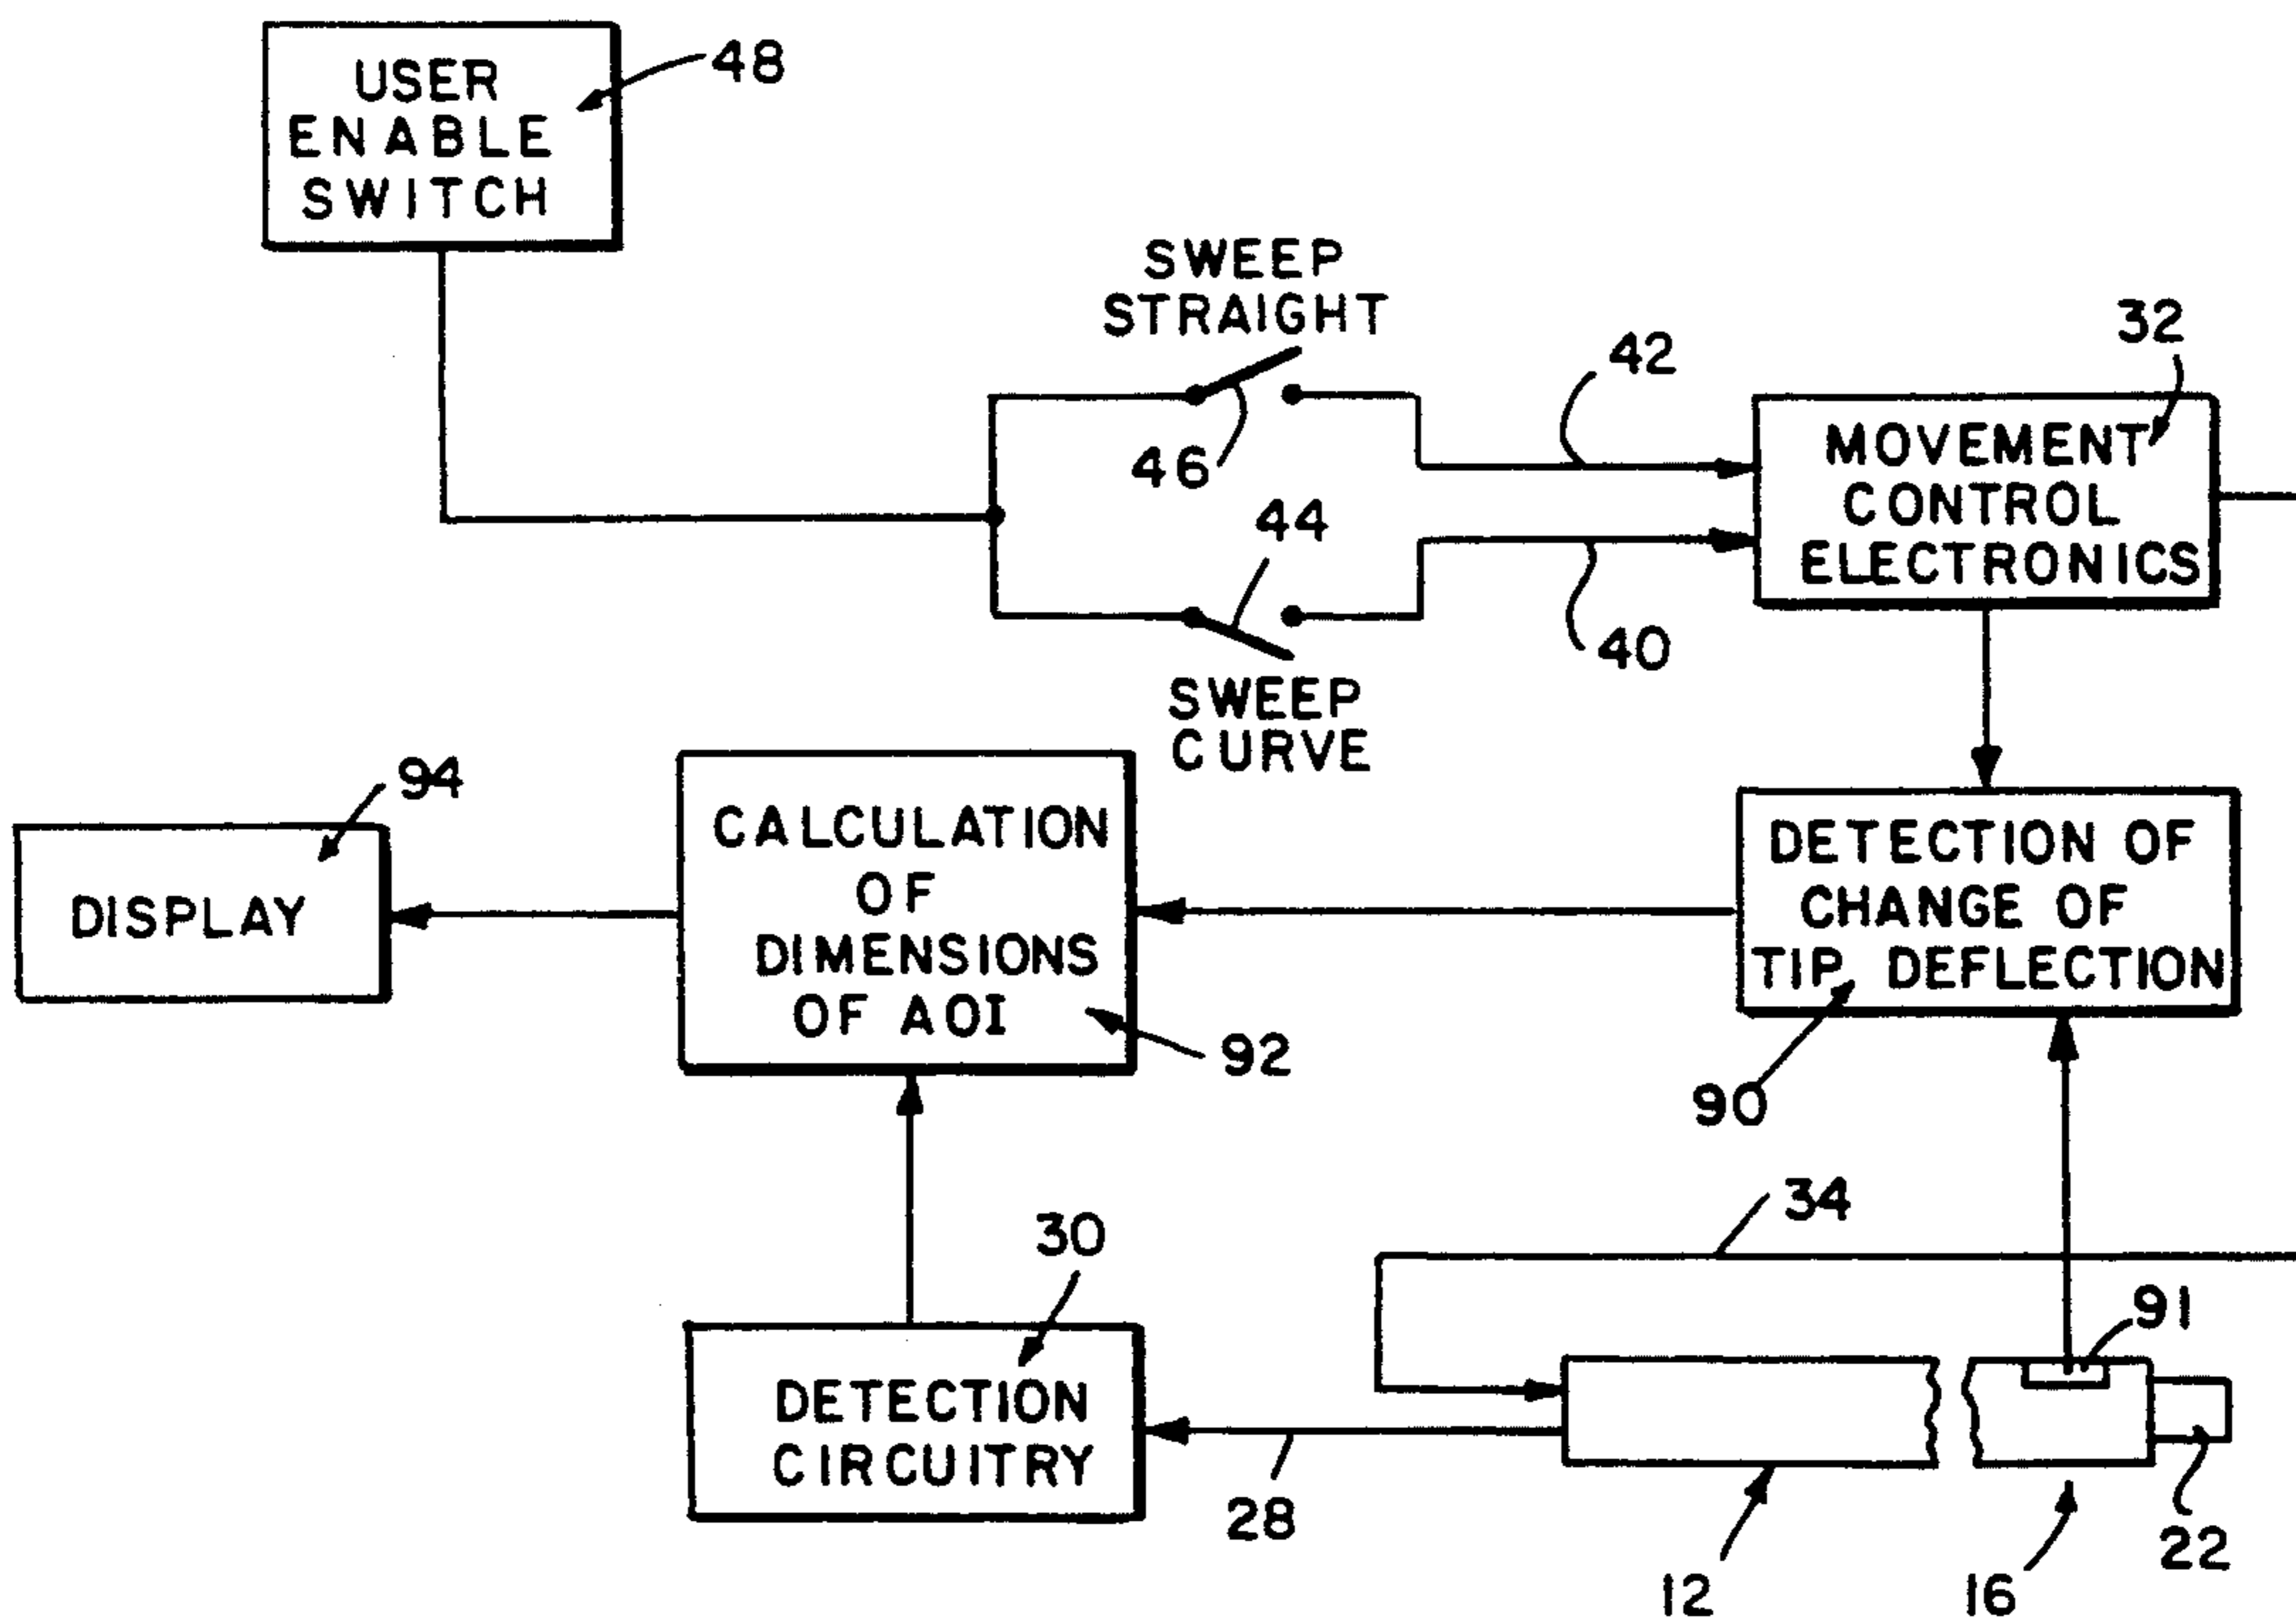 USER
ENABLE
SWITCH
48
SWEEP
STRAIGHT
46
42
32
MOVEMENT
CONTROL
ELECTRONICS
44
40
SWEEP
CURVE
94
DISPLAY
CALCULATION
OF
DIMENSIONS
OF AOI
92
DETECTION OF
CHANGE OF
TIP DEFLECTION
90
34
30
DETECTION
CIRCUITRY
28
91
12
16
22